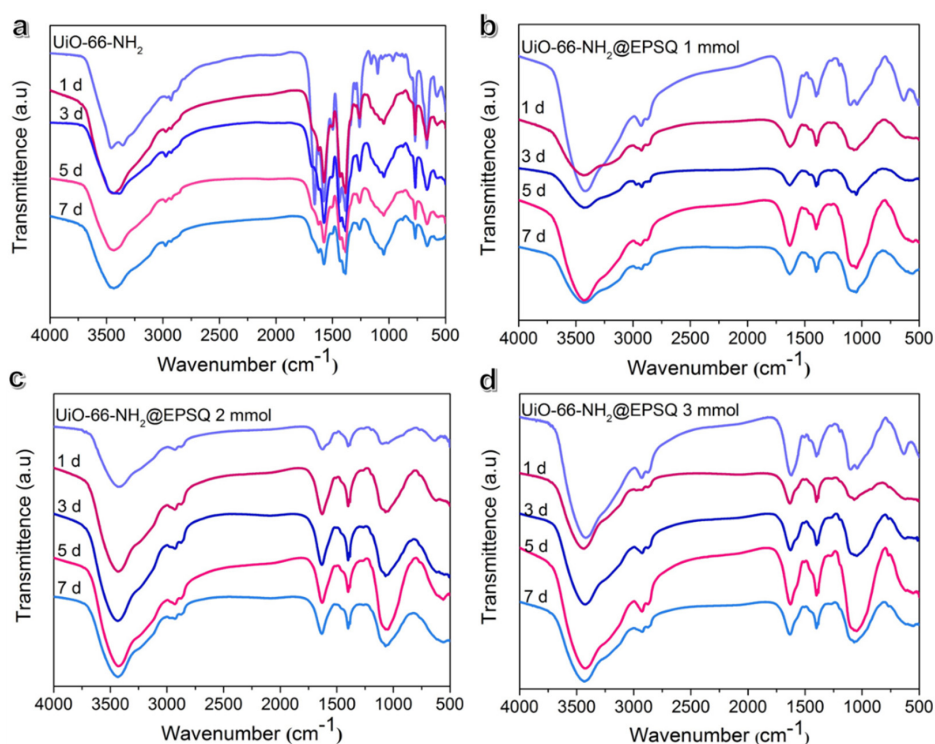 a
UiO-66-NH2
1 d
3 d
5 d
7 d
Transmittence (a.u)
4000 3500 3000 2500 2000 1500 1000 500
Wavenumber (cm-1)
b
UiO-66-NH2@EPSQ 1 mmol
1 d
3 d
5 d
7 d
Transmittence (a.u)
4000 3500 3000 2500 2000 1500 1000 500
Wavenumber (cm-1)
c
UiO-66-NH2@EPSQ 2 mmol
1 d
3 d
5 d
7 d
Transmittence (a.u)
4000 3500 3000 2500 2000 1500 1000 500
Wavenumber (cm-1)
d
UiO-66-NH2@EPSQ 3 mmol
1 d
3 d
5 d
7 d
Transmittence (a.u)
4000 3500 3000 2500 2000 1500 1000 500
Wavenumber (cm-1)